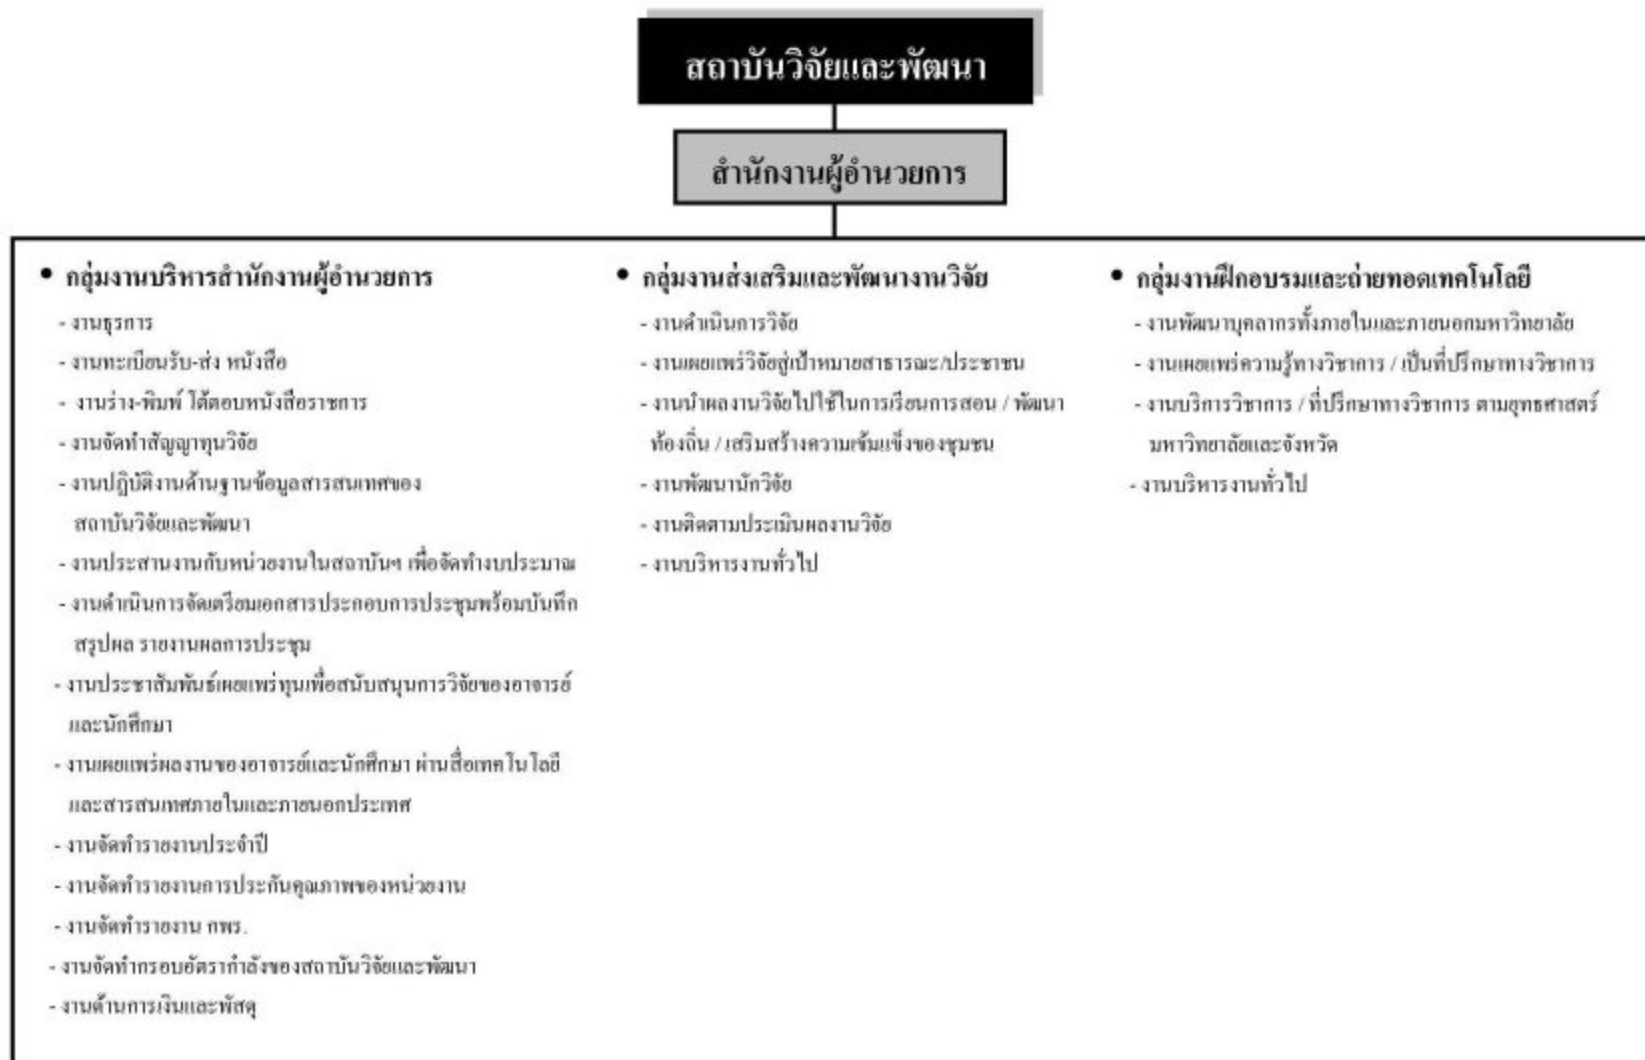 สถาบันวิจัยและพัฒนา
สำนักงานผู้อำนวยการ
• กลุ่มงานบริหารสำนักงานผู้อำนวยการ
- งานธุรการ
- งานทะเบียนรับ-ส่ง หนังสือ
- งานร่าง-พิมพ์ โต้ตอบหนังสือราชการ
- งานจัดทำสัญญาทุนวิจัย
- งานปฏิบัติงานด้านฐานข้อมูลสารสนเทศของ
สถาบันวิจัยและพัฒนา
- งานประสานงานกับหน่วยงานในสถาบันฯ เพื่อจัดทำงบประมาณ
- งานดำเนินการจัดเตรียมเอกสารประกอบการประชุมพร้อมบันทึก
สรุปผล รายงานผลการประชุม
- งานประชาสัมพันธ์เผยแพร่ทุนเพื่อสนับสนุนการวิจัยของอาจารย์
และนักศึกษา
- งานเผยแพร่ผลงานของอาจารย์และนักศึกษา ผ่านสื่อเทคโนโลยี
และสารสนเทศภายในและภายนอกประเทศ
- งานจัดทำรายงานประจำปี
- งานจัดทำรายงานการประกันคุณภาพของหน่วยงาน
- งานจัดทำรายงาน กพร.
- งานจัดทำกรอบอัตรากำลังของสถาบันวิจัยและพัฒนา
- งานด้านการเงินและพัสดุ
• กลุ่มงานส่งเสริมและพัฒนางานวิจัย
- งานดำเนินการวิจัย
- งานเผยแพร่วิจัยสู่เป้าหมายสาธารณะ/ประชาชน
- งานนำผลงานวิจัยไปใช้ในการเรียนการสอน / พัฒนา
ท้องถิ่น / เสริมสร้างความเข้มแข็งของชุมชน
- งานพัฒนานักวิจัย
- งานติดตามประเมินผลงานวิจัย
- งานบริหารงานทั่วไป
• กลุ่มงานฝึกอบรมและถ่ายทอดเทคโนโลยี
- งานพัฒนาบุคลากรทั้งภายในและภายนอกมหาวิทยาลัย
- งานเผยแพร่ความรู้ทางวิชาการ / เป็นที่ปรึกษาทางวิชาการ
- งานบริการวิชาการ / ที่ปรึกษาทางวิชาการ ตามยุทธศาสตร์
มหาวิทยาลัยและจังหวัด
- งานบริหารงานทั่วไป